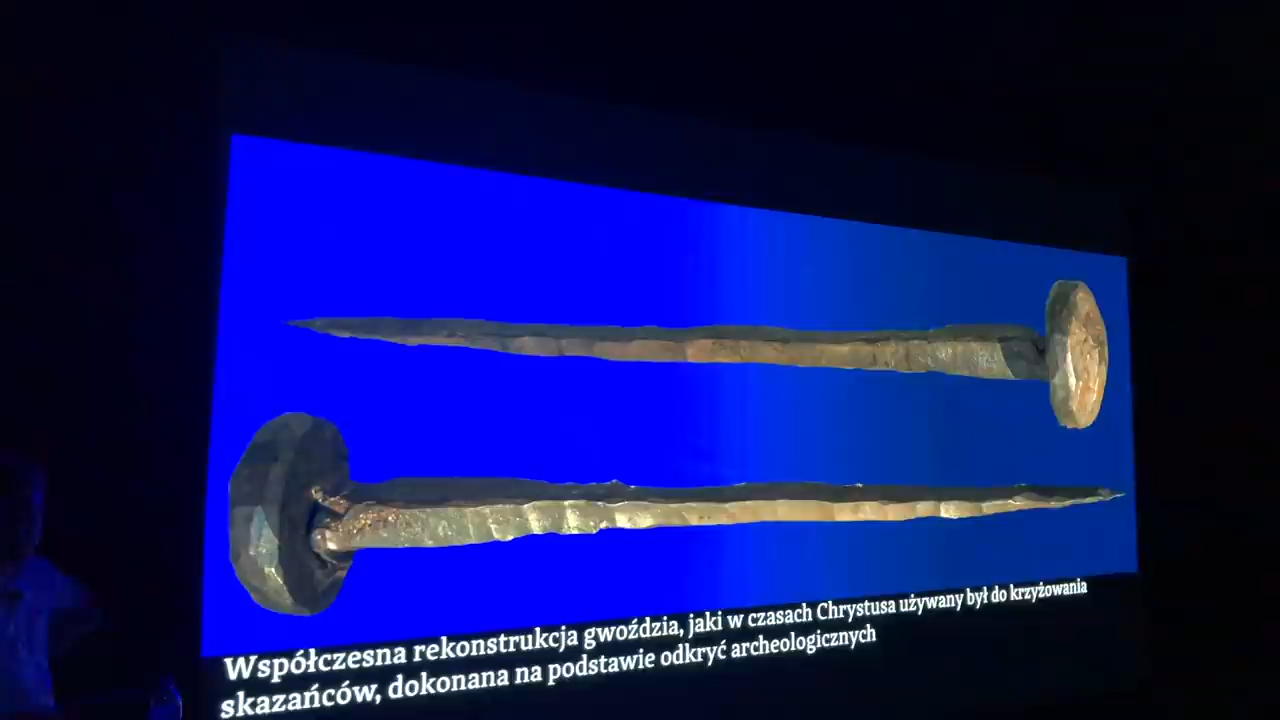 Współczesna rekonstrukcja gwoździa, jaki w czasach Chrystusa używany był do krzyżowania
skazańców, dokonana na podstawie odkryć archeologicznych